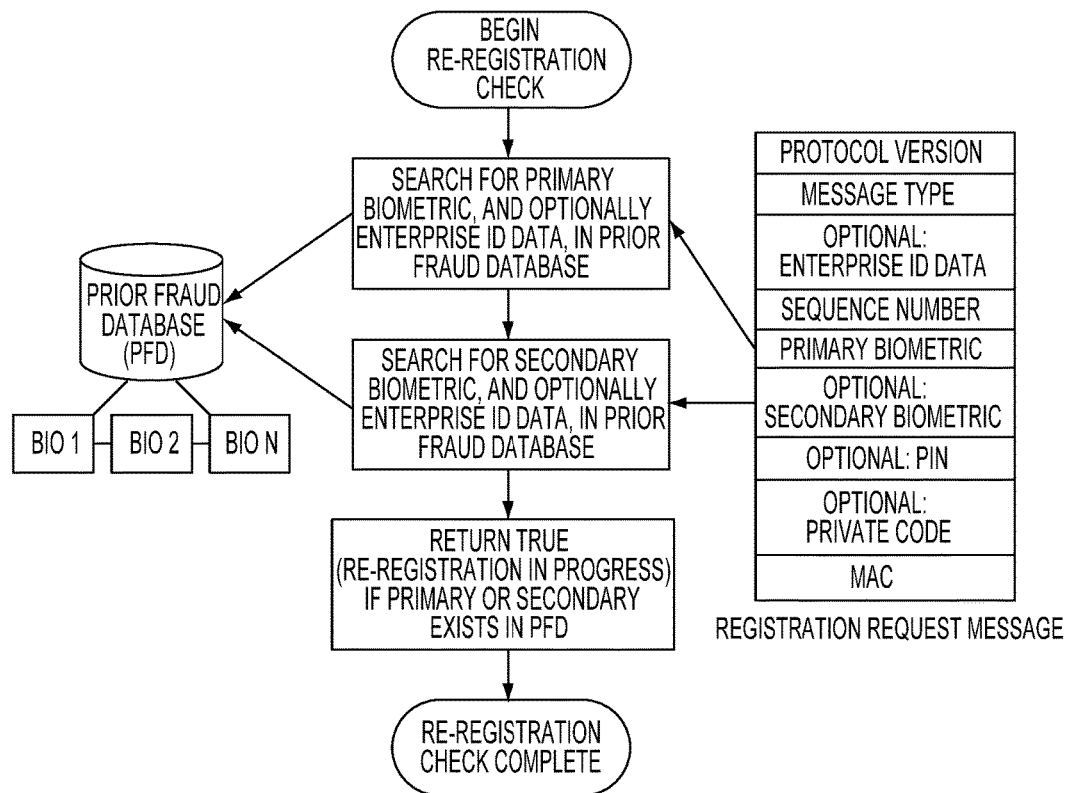 BEGIN
RE-REGISTRATION
CHECK
SEARCH FOR PRIMARY
BIOMETRIC, AND OPTIONALLY
ENTERPRISE ID DATA, IN PRIOR
FRAUD DATABASE
PRIOR FRAUD
DATABASE
(PFD)
BIO 1
BIO 2
BIO N
SEARCH FOR SECONDARY
BIOMETRIC, AND OPTIONALLY
ENTERPRISE ID DATA, IN PRIOR
FRAUD DATABASE
RETURN TRUE
(RE-REGISTRATION IN PROGRESS)
IF PRIMARY OR SECONDARY
EXISTS IN PFD
RE-REGISTRATION
CHECK COMPLETE
PROTOCOL VERSION
MESSAGE TYPE
OPTIONAL:
ENTERPRISE ID DATA
SEQUENCE NUMBER
PRIMARY BIOMETRIC
OPTIONAL:
SECONDARY BIOMETRIC
OPTIONAL: PIN
OPTIONAL:
PRIVATE CODE
MAC
REGISTRATION REQUEST MESSAGE